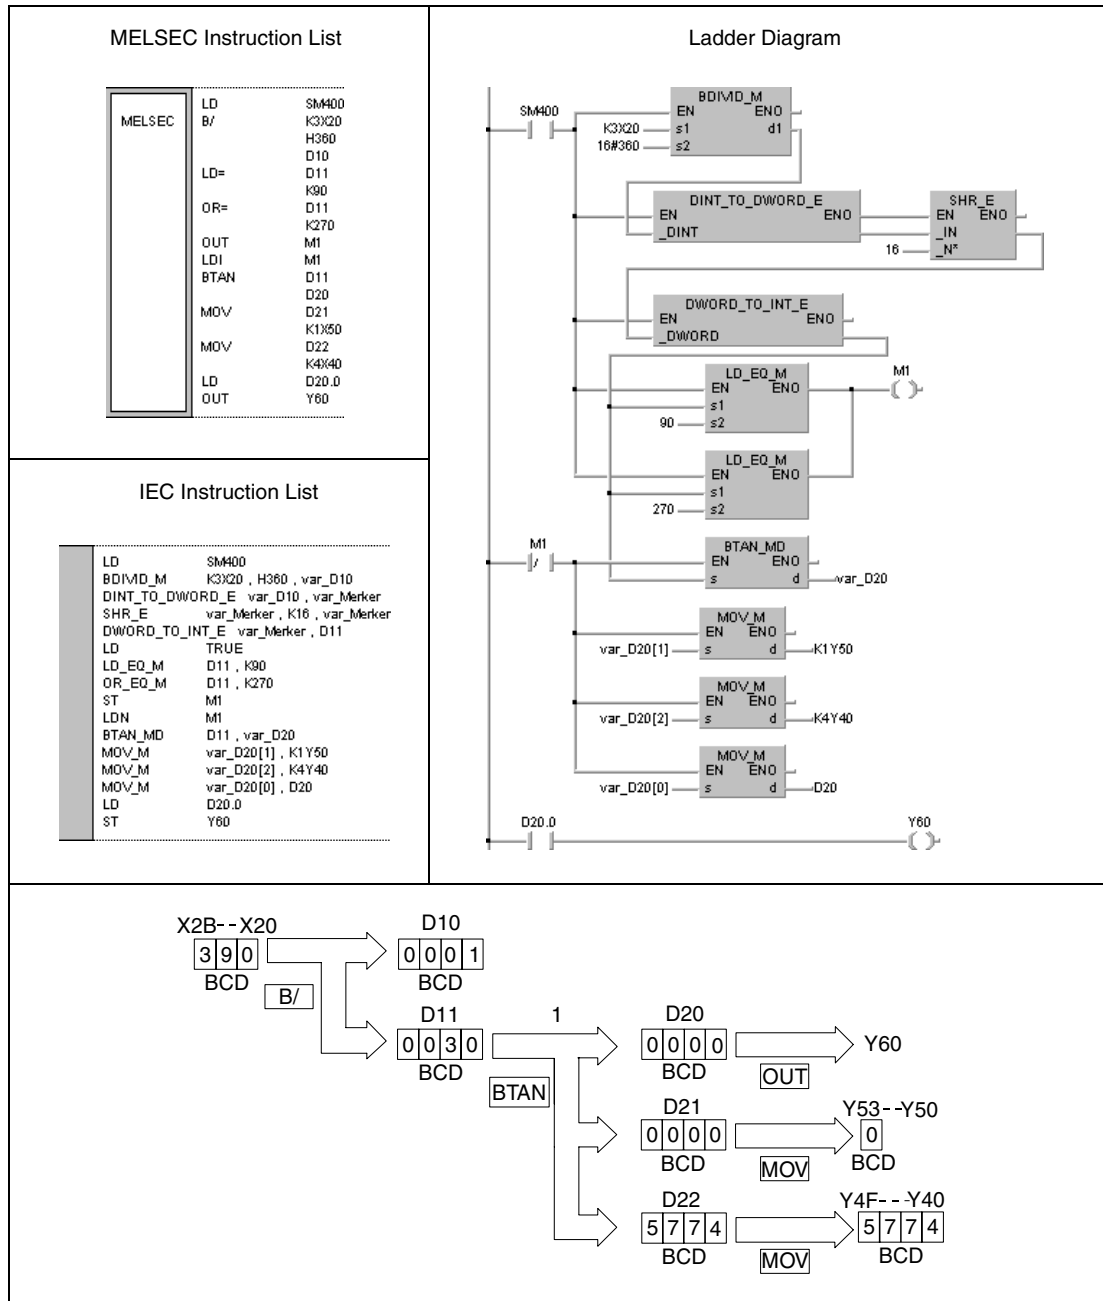 MELSEC Instruction List
MELSEC
LD SM400
B/ K3X20
H360
D10
LD= D11
K90
OR= D11
K270
OUT M1
LDI M1
BTAN D11
D20
MOV D21
K1X50
MOV D22
K4X40
LD D20.0
OUT Y60
IEC Instruction List
LD SM400
BDIVID_M K3X20 , H360 , var_D10
DINT_TO_DWORD_E var_D10 , var_Merker
SHR_E var_Merker , K16 , var_Merker
DWORD_TO_INT_E var_Merker , D11
LD TRUE
LD_EQ_M D11 , K90
OR_EQ_M D11 , K270
ST M1
LDN M1
BTAN_MD D11 , var_D20
MOV_M var_D20[1] , K1Y50
MOV_M var_D20[2] , K4Y40
MOV_M var_D20[0] , D20
LD D20.0
ST Y60
Ladder Diagram
SM400
BDIVID_M
EN ENO
K3X20 s1 d1
16#360 s2
DINT_TO_DWORD_E
EN ENO
_DINT
SHR_E
EN ENO
_IN
16 _N*
DWORD_TO_INT_E
EN ENO
_DWORD
LD_EQ_M
EN ENO
s1
90 s2
M1
LD_EQ_M
EN ENO
s1
270 s2
M1
BTAN_MD
EN ENO
s d var_D20
MOV_M
EN ENO
var_D20[1] s d K1Y50
MOV_M
EN ENO
var_D20[2] s d K4Y40
MOV_M
EN ENO
var_D20[0] s d D20
D20.0 Y60
X2B--X20 D10
3 9 0 0 0 0 1
BCD BCD
B/
D11 1 D20
0 0 3 0 0 0 0 0 Y60
BCD BCD
BTAN OUT
D21 Y53--Y50
0 0 0 0 0
BCD MOV BCD
D22 Y4F---Y40
5 7 7 4 5 7 7 4
BCD MOV BCD